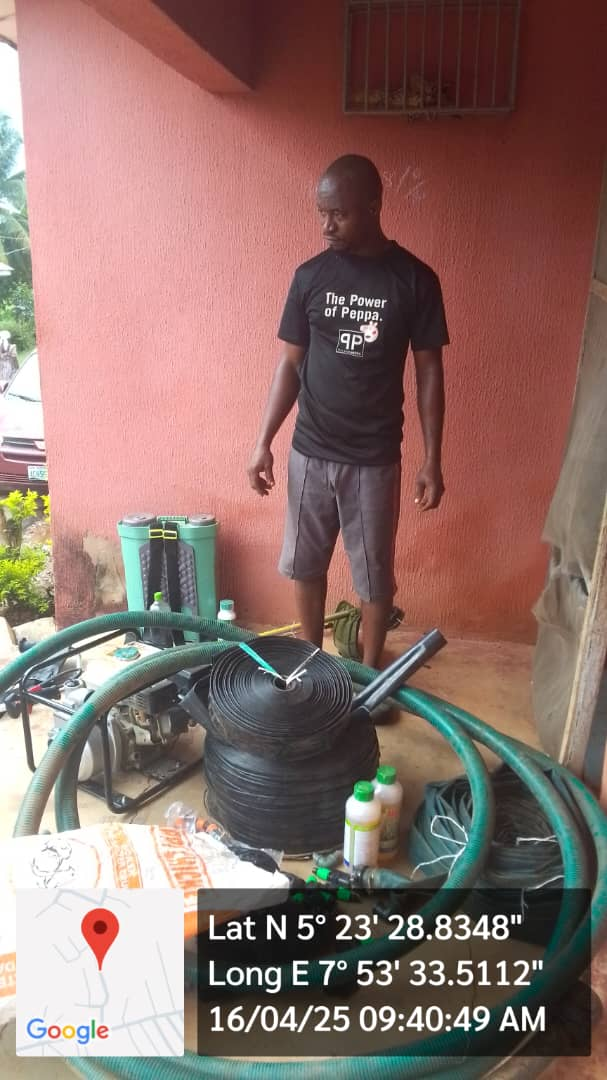 The Power
of Peppa.
PP
Lat N 5° 23' 28.8348"
Long E 7° 53' 33.5112"
16/04/25 09:40:49 AM
Google